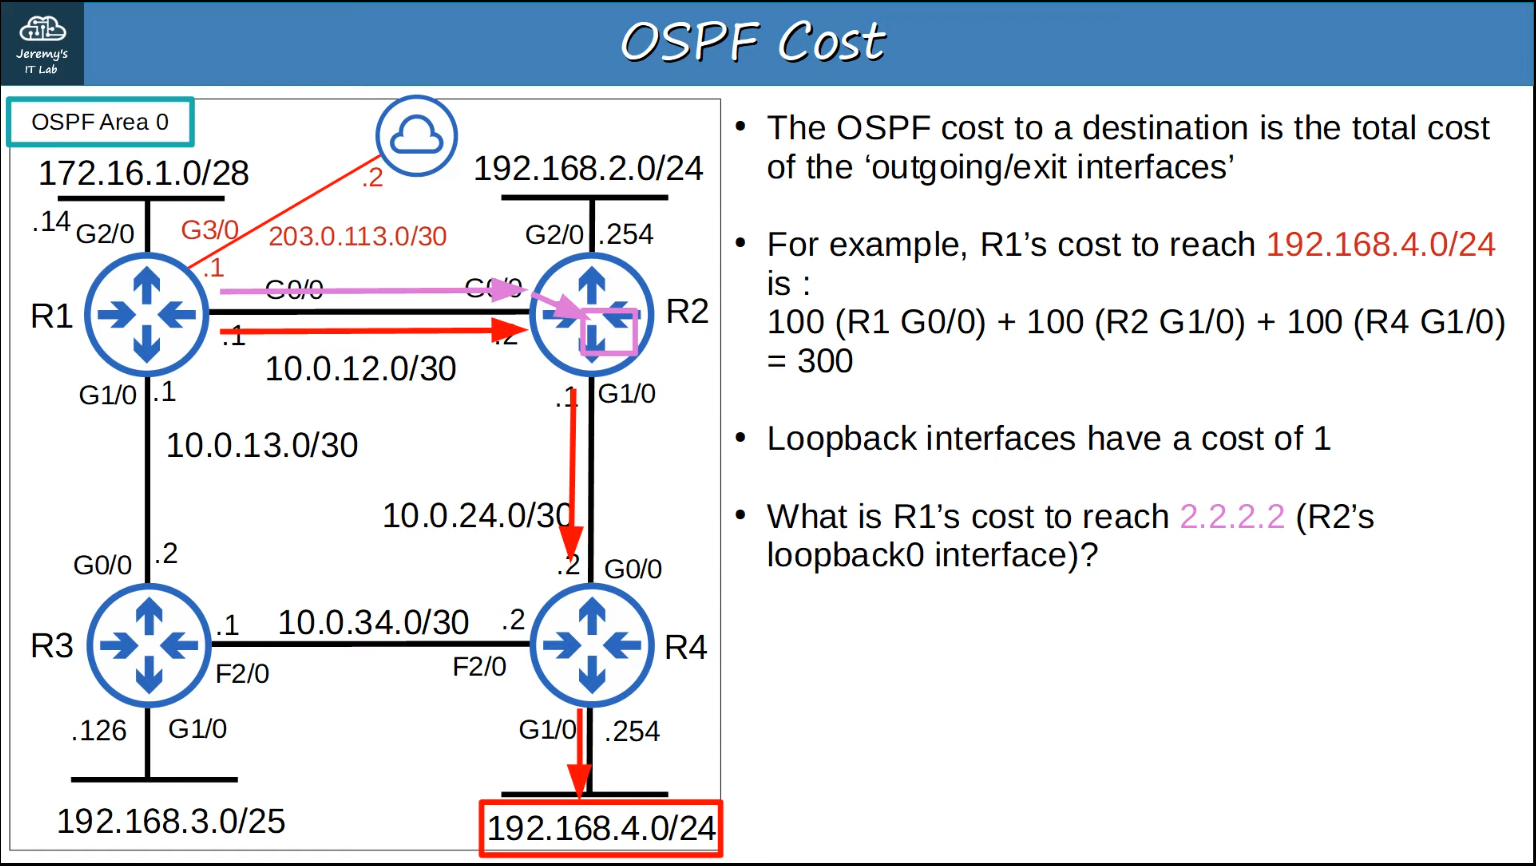 Jeremy's
IT Lab
OSPF Cost
OSPF Area 0
172.16.1.0/28
192.168.2.0/24
.2
.14
G2/0
G3/0
203.0.113.0/30
G2/0
.254
.1
G0/0
G0/0
R1
R2
.1
.2
10.0.12.0/30
G1/0
.1
.1
G1/0
10.0.13.0/30
10.0.24.0/30
G0/0
.2
.2
G0/0
R3
.1
10.0.34.0/30
.2
R4
F2/0
F2/0
.126
G1/0
G1/0
.254
192.168.3.0/25
192.168.4.0/24
• The OSPF cost to a destination is the total cost
of the ‘outgoing/exit interfaces’
• For example, R1’s cost to reach 192.168.4.0/24
is :
100 (R1 G0/0) + 100 (R2 G1/0) + 100 (R4 G1/0)
= 300
• Loopback interfaces have a cost of 1
• What is R1’s cost to reach 2.2.2.2 (R2’s
loopback0 interface)?